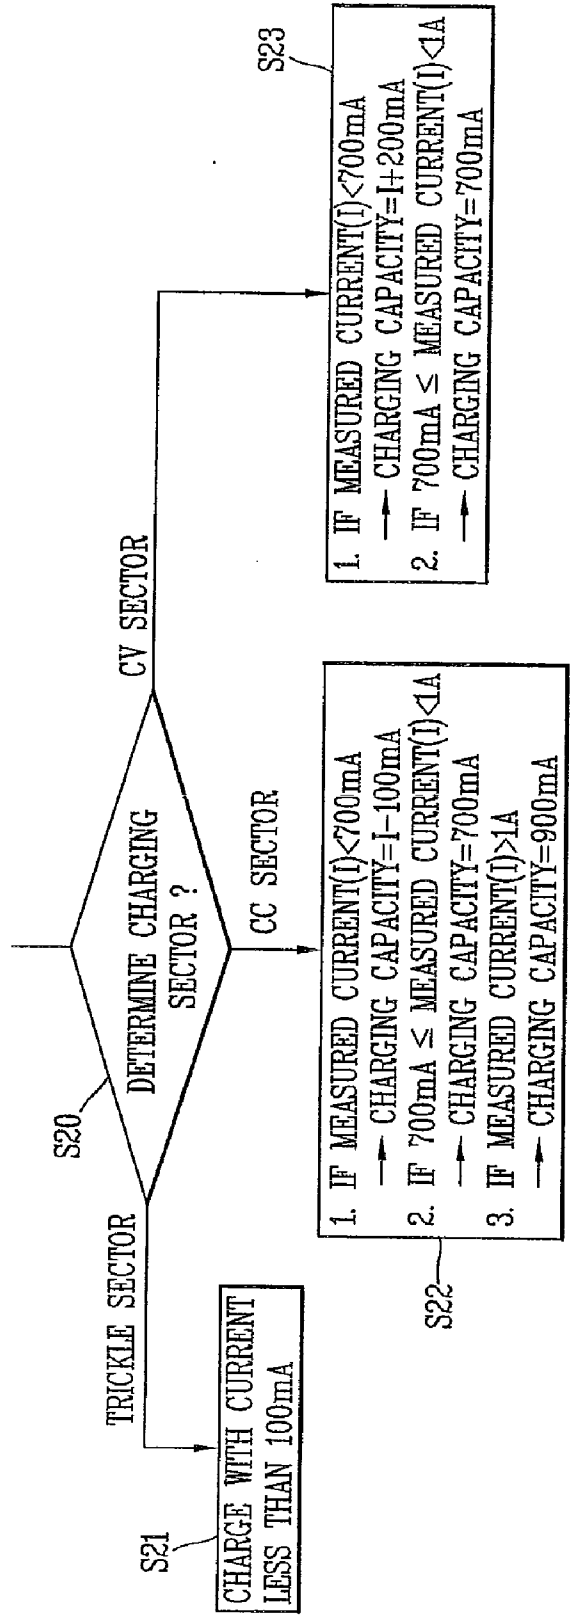 S20
DETERMINE CHARGING
SECTOR ?
TRICKLE SECTOR
CC SECTOR
CV SECTOR
S21
CHARGE WITH CURRENT
LESS THAN 100mA
S22
1. IF MEASURED CURRENT(I)<700mA
→ CHARGING CAPACITY=I-100mA
2. IF 700mA ≤ MEASURED CURRENT(I)<1A
→ CHARGING CAPACITY=700mA
3. IF MEASURED CURRENT(I)>1A
→ CHARGING CAPACITY=900mA
S23
1. IF MEASURED CURRENT(I)<700mA
→ CHARGING CAPACITY=I+200mA
2. IF 700mA ≤ MEASURED CURRENT(I)<1A
→ CHARGING CAPACITY=700mA